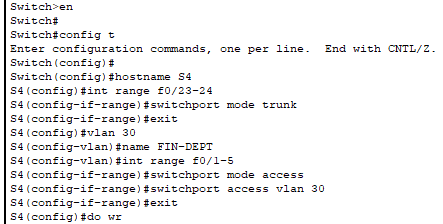 Switch>en
Switch#
Switch#config t
Enter configuration commands, one per line.  End with CNTL/Z.
Switch(config)#
Switch(config)#hostname S4
S4(config)#int range f0/23-24
S4(config-if-range)#switchport mode trunk
S4(config-if-range)#exit
S4(config)#vlan 30
S4(config-vlan)#name FIN-DEPT
S4(config-vlan)#int range f0/1-5
S4(config-if-range)#switchport mode access
S4(config-if-range)#switchport access vlan 30
S4(config-if-range)#exit
S4(config)#do wr